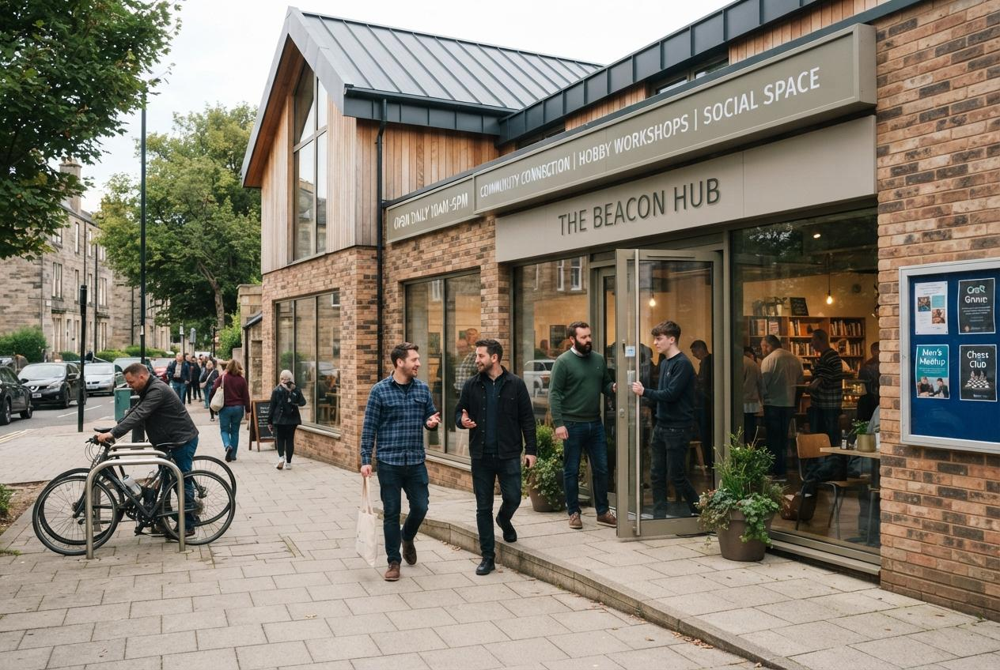 OPEN DAILY 10AM-5PM
COMMUNITY CONNECTION | HOBBY WORKSHOPS | SOCIAL SPACE
THE BEACON HUB
Men's
Meetup
Chess
Club